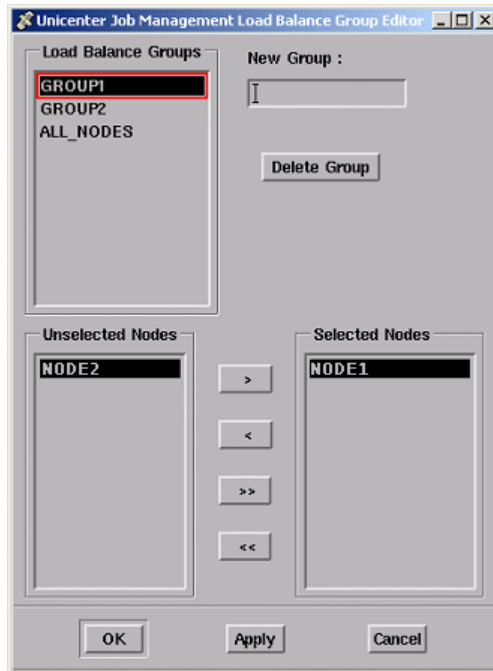 Unicenter Job Management Load Balance Group Editor
Load Balance Groups
GROUP1
GROUP2
ALL_NODES
New Group :
Delete Group
Unselected Nodes
NODE2
>
<
>>
<<
Selected Nodes
NODE1
OK
Apply
Cancel